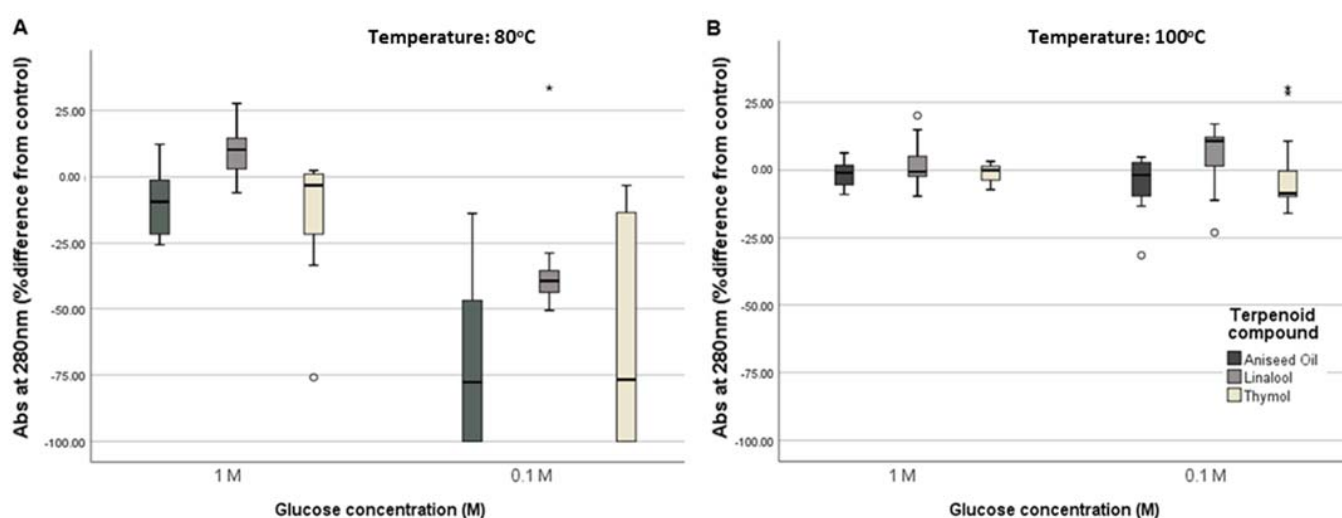 A
Temperature: 80°C
Abs at 280nm (%difference from control)
25.00
0.00
-25.00
-50.00
-75.00
-100.00
1 M
0.1 M
Glucose concentration (M)
B
Temperature: 100°C
Abs at 280nm (%difference from control)
25.00
0.00
-25.00
-50.00
-75.00
-100.00
1 M
0.1 M
Glucose concentration (M)
Terpenoid
compound
Aniseed Oil
Linalool
Thymol